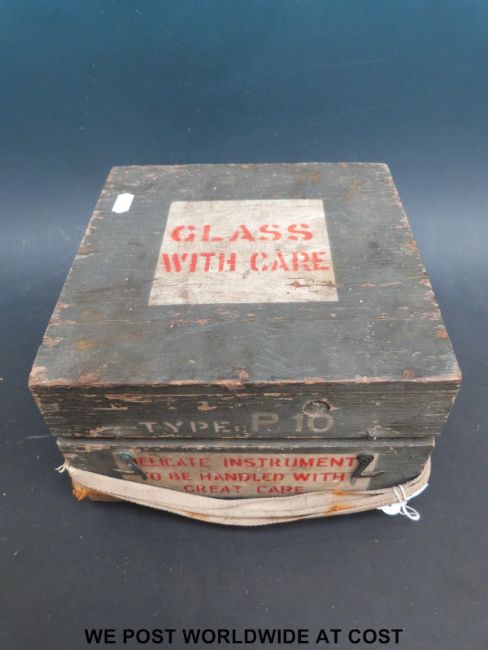 GLASS
WITH CARE
TYPE. P.10
DELICATE INSTRUMENT
TO BE HANDLED WITH
GREAT CARE
WE POST WORLDWIDE AT COST